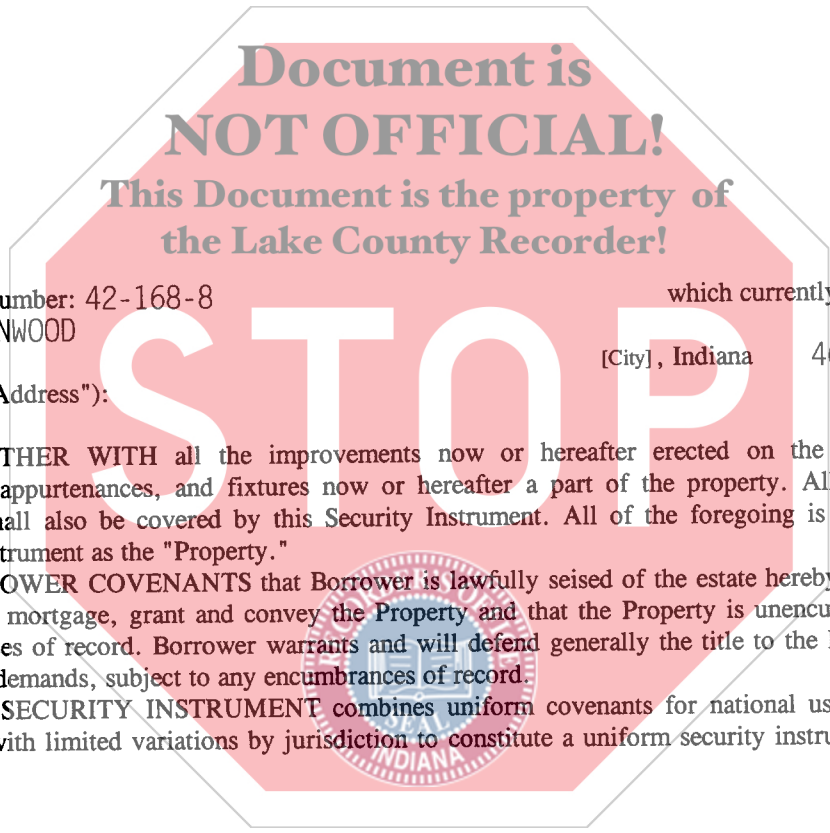 Document is
NOT OFFICIAL!
This Document is the property of
the Lake County Recorder!
umber: 42-168-8 which currently
NWOOD
[City], Indiana 4
Address"):
STOP
THER WITH all the improvements now or hereafter erected on the
appurtenances, and fixtures now or hereafter a part of the property. All
all also be covered by this Security Instrument. All of the foregoing is
trument as the "Property."
OWER COVENANTS that Borrower is lawfully seised of the estate hereby
mortgage, grant and convey the Property and that the Property is unencu
es of record. Borrower warrants and will defend generally the title to the
demands, subject to any encumbrances of record.
SECURITY INSTRUMENT combines uniform covenants for national us
with limited variations by jurisdiction to constitute a uniform security instru
SEAL
INDIANA